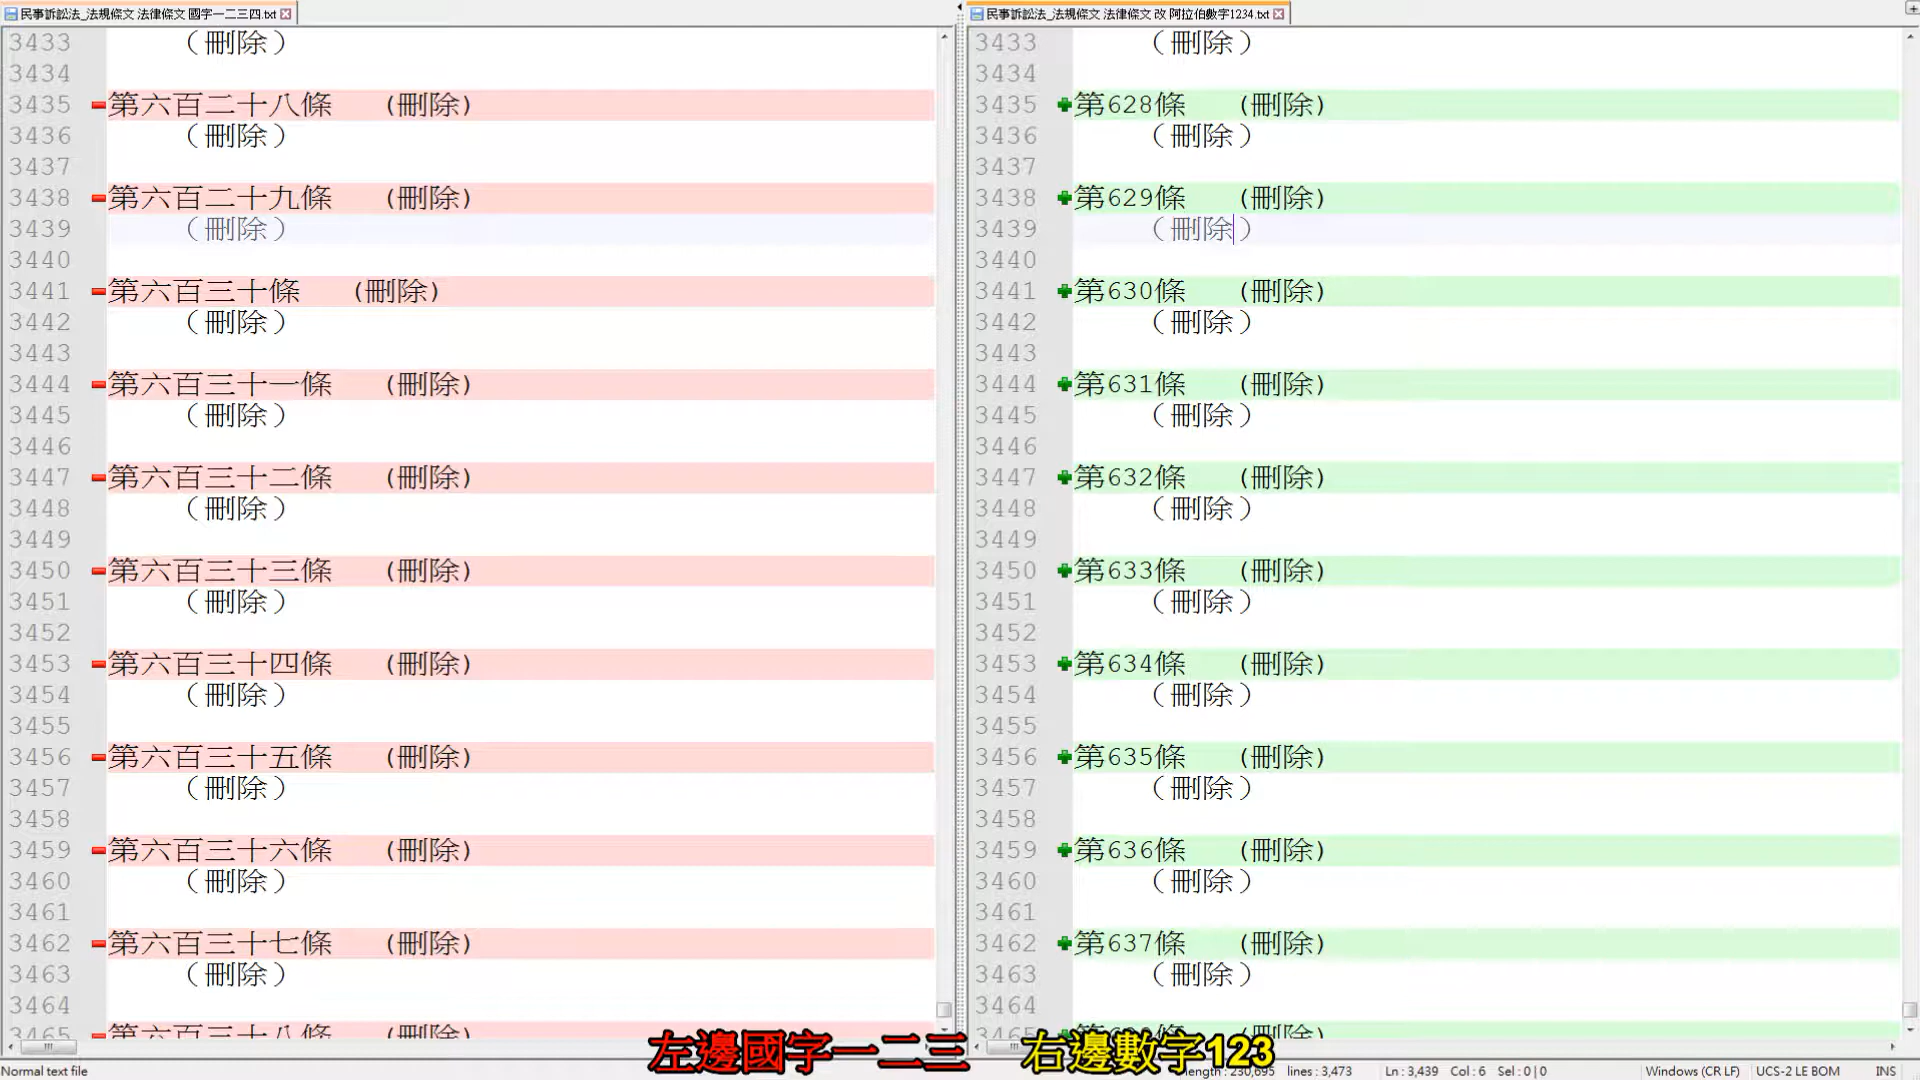 民事訴訟法_法規條文 法律條文 國字一二三四.txt
3433 （刪除）
3434
3435 第六百二十八條 (刪除)
3436 （刪除）
3437
3438 第六百二十九條 (刪除)
3439 （刪除）
3440
3441 第六百三十條 (刪除)
3442 （刪除）
3443
3444 第六百三十一條 (刪除)
3445 （刪除）
3446
3447 第六百三十二條 (刪除)
3448 （刪除）
3449
3450 第六百三十三條 (刪除)
3451 （刪除）
3452
3453 第六百三十四條 (刪除)
3454 （刪除）
3455
3456 第六百三十五條 (刪除)
3457 （刪除）
3458
3459 第六百三十六條 (刪除)
3460 （刪除）
3461
3462 第六百三十七條 (刪除)
3463 （刪除）
3464
3465 第六百三十八條 (刪除)
民事訴訟法_法規條文 法律條文 改 阿拉伯數字1234.txt
3433 （刪除）
3434
3435 第628條 (刪除)
3436 （刪除）
3437
3438 第629條 (刪除)
3439 （刪除）
3440
3441 第630條 (刪除)
3442 （刪除）
3443
3444 第631條 (刪除)
3445 （刪除）
3446
3447 第632條 (刪除)
3448 （刪除）
3449
3450 第633條 (刪除)
3451 （刪除）
3452
3453 第634條 (刪除)
3454 （刪除）
3455
3456 第635條 (刪除)
3457 （刪除）
3458
3459 第636條 (刪除)
3460 （刪除）
3461
3462 第637條 (刪除)
3463 （刪除）
3464
3465 第638條 (刪除)
左邊國字一二三 右邊數字123
Normal text file length : 230,695 lines : 3,473 Ln : 3,439 Col : 6 Sel : 0 | 0 Windows (CR LF) UCS-2 LE BOM INS